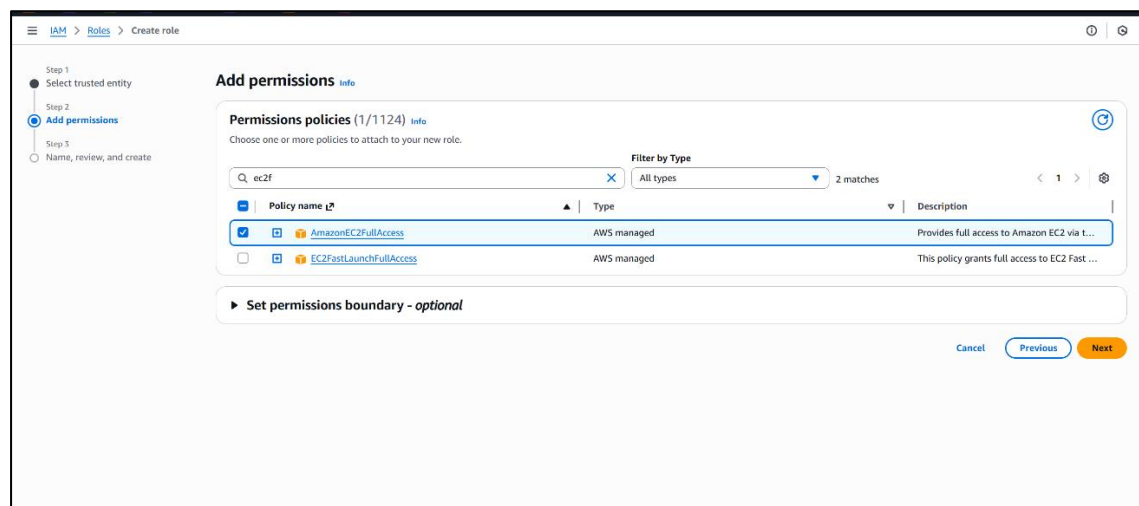 IAM > Roles > Create role
Step 1
Select trusted entity
Step 2
Add permissions
Step 3
Name, review, and create
Add permissions Info
Permissions policies (1/1124) Info
Choose one or more policies to attach to your new role.
Filter by Type
ec2f
All types
2 matches
1
Policy name
Type
Description
AmazonEC2FullAccess AWS managed Provides full access to Amazon EC2 via t...
EC2FastLaunchFullAccess AWS managed This policy grants full access to EC2 Fast ...
Set permissions boundary - optional
Cancel Previous Next